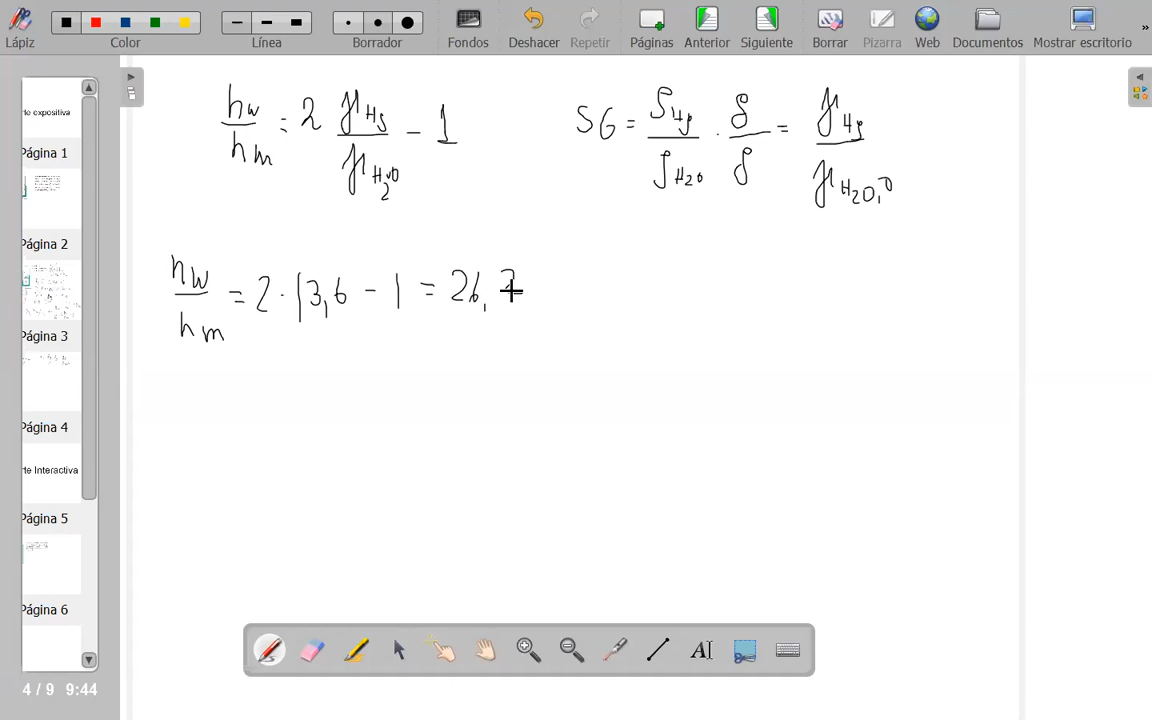 Lápiz
Color
Línea
Borrador
Fondos
Deshacer
Repetir
Páginas
Anterior
Siguiente
Borrar
Pizarra
Web
Documentos
Mostrar escritorio
»
te expositiva
Página 1
Página 2
Página 3
Página 4
rte Interactiva
Página 5
Página 6
4 / 9 9:44
hw/hm = 2 γHg/γH2O - 1
SG = ρHg/ρH2O · g/g = γHg/γH2O,0
hw/hm = 2 · 13,6 - 1 = 26,
AI